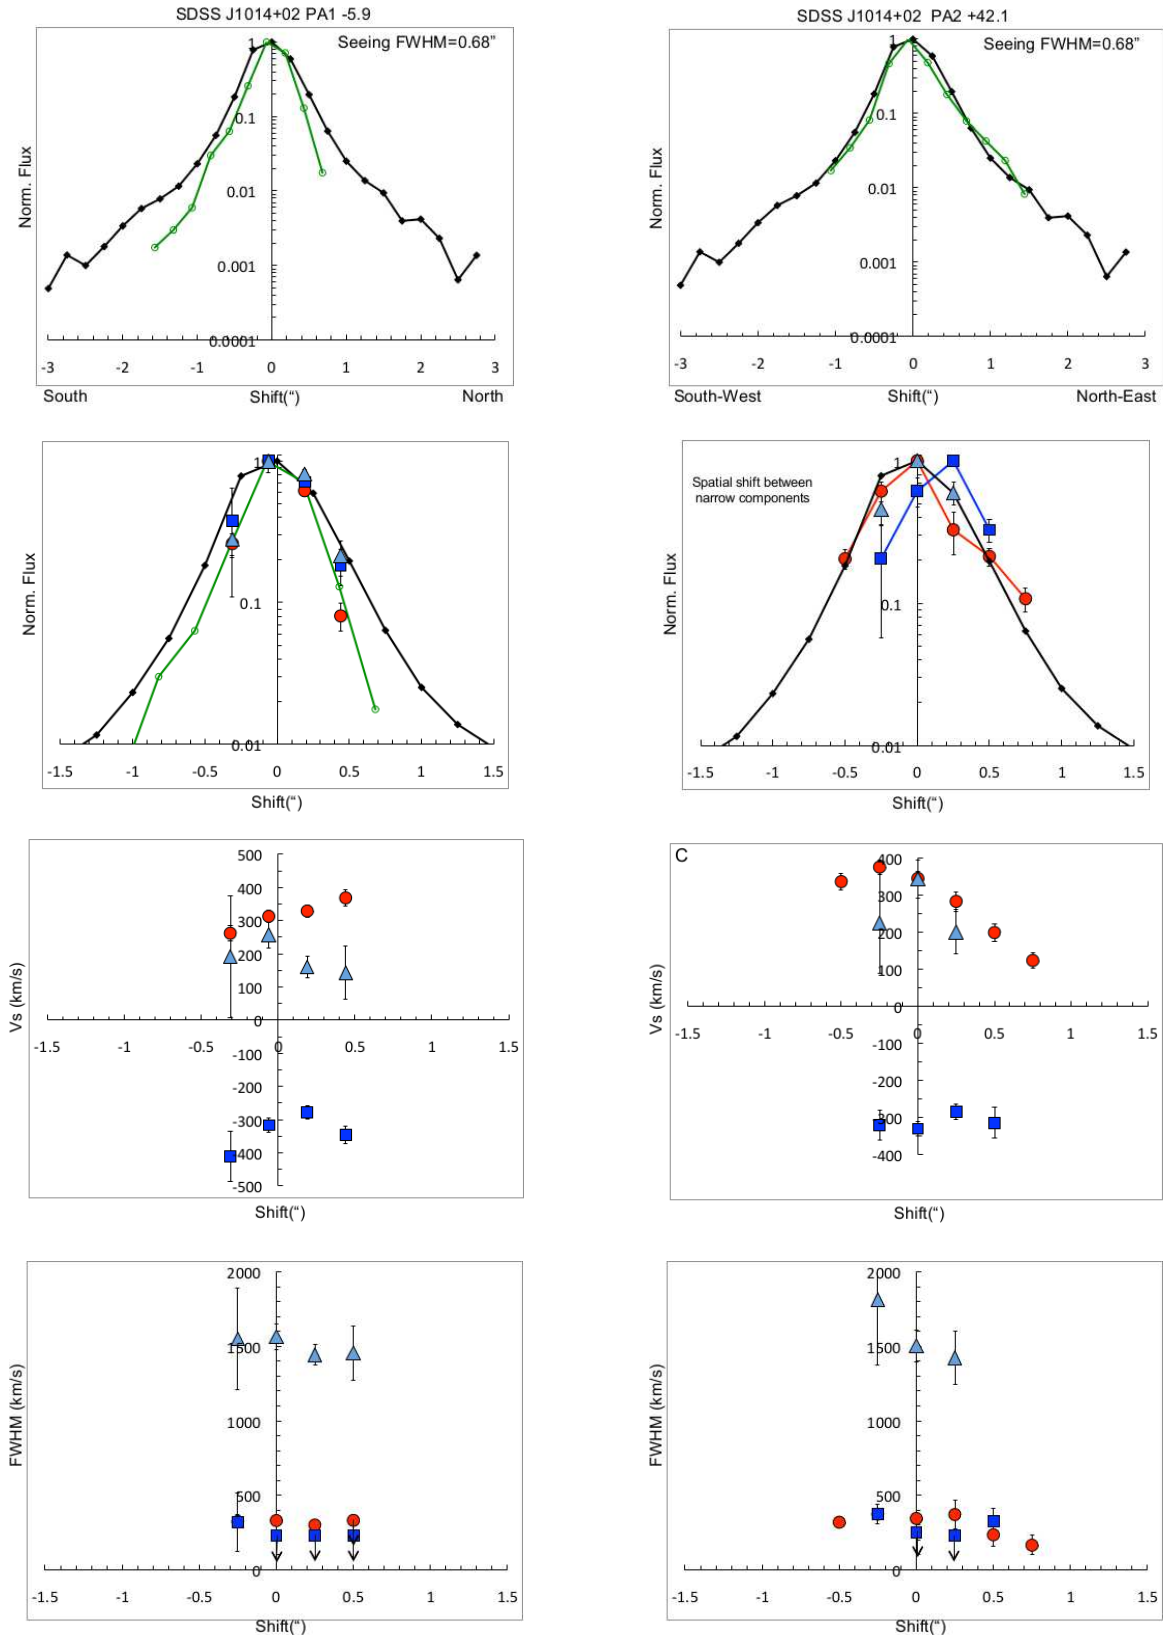 SDSS J1014+02 PA1 -5.9
Seeing FWHM=0.68”
1
0.1
0.01
0.001
0.0001
Norm. Flux
-3 -2 -1 0 1 2 3
South Shift(“) North
SDSS J1014+02 PA2 +42.1
Seeing FWHM=0.68”
1
0.1
0.01
0.001
0.0001
Norm. Flux
-3 -2 -1 0 1 2 3
South-West Shift(“) North-East
1
0.1
0.01
Norm. Flux
-1.5 -1 -0.5 0 0.5 1 1.5
Shift(“)
Spatial shift between
narrow components
1
0.1
0.01
Norm. Flux
-1.5 -1 -0.5 0 0.5 1 1.5
Shift(“)
500
400
300
200
100
0
-100
-200
-300
-400
-500
Vs (km/s)
-1.5 -1 -0.5 0 0.5 1 1.5
Shift(“)
C
400
300
200
100
0
-100
-200
-300
-400
Vs (km/s)
-1.5 -1 -0.5 0 0.5 1 1.5
Shift(“)
2000
1500
1000
500
0
FWHM (km/s)
-1.5 -1 -0.5 0 0.5 1 1.5
Shift(“)
2000
1500
1000
500
0
FWHM (km/s)
-1.5 -1 -0.5 0 0.5 1 1.5
Shift(“)